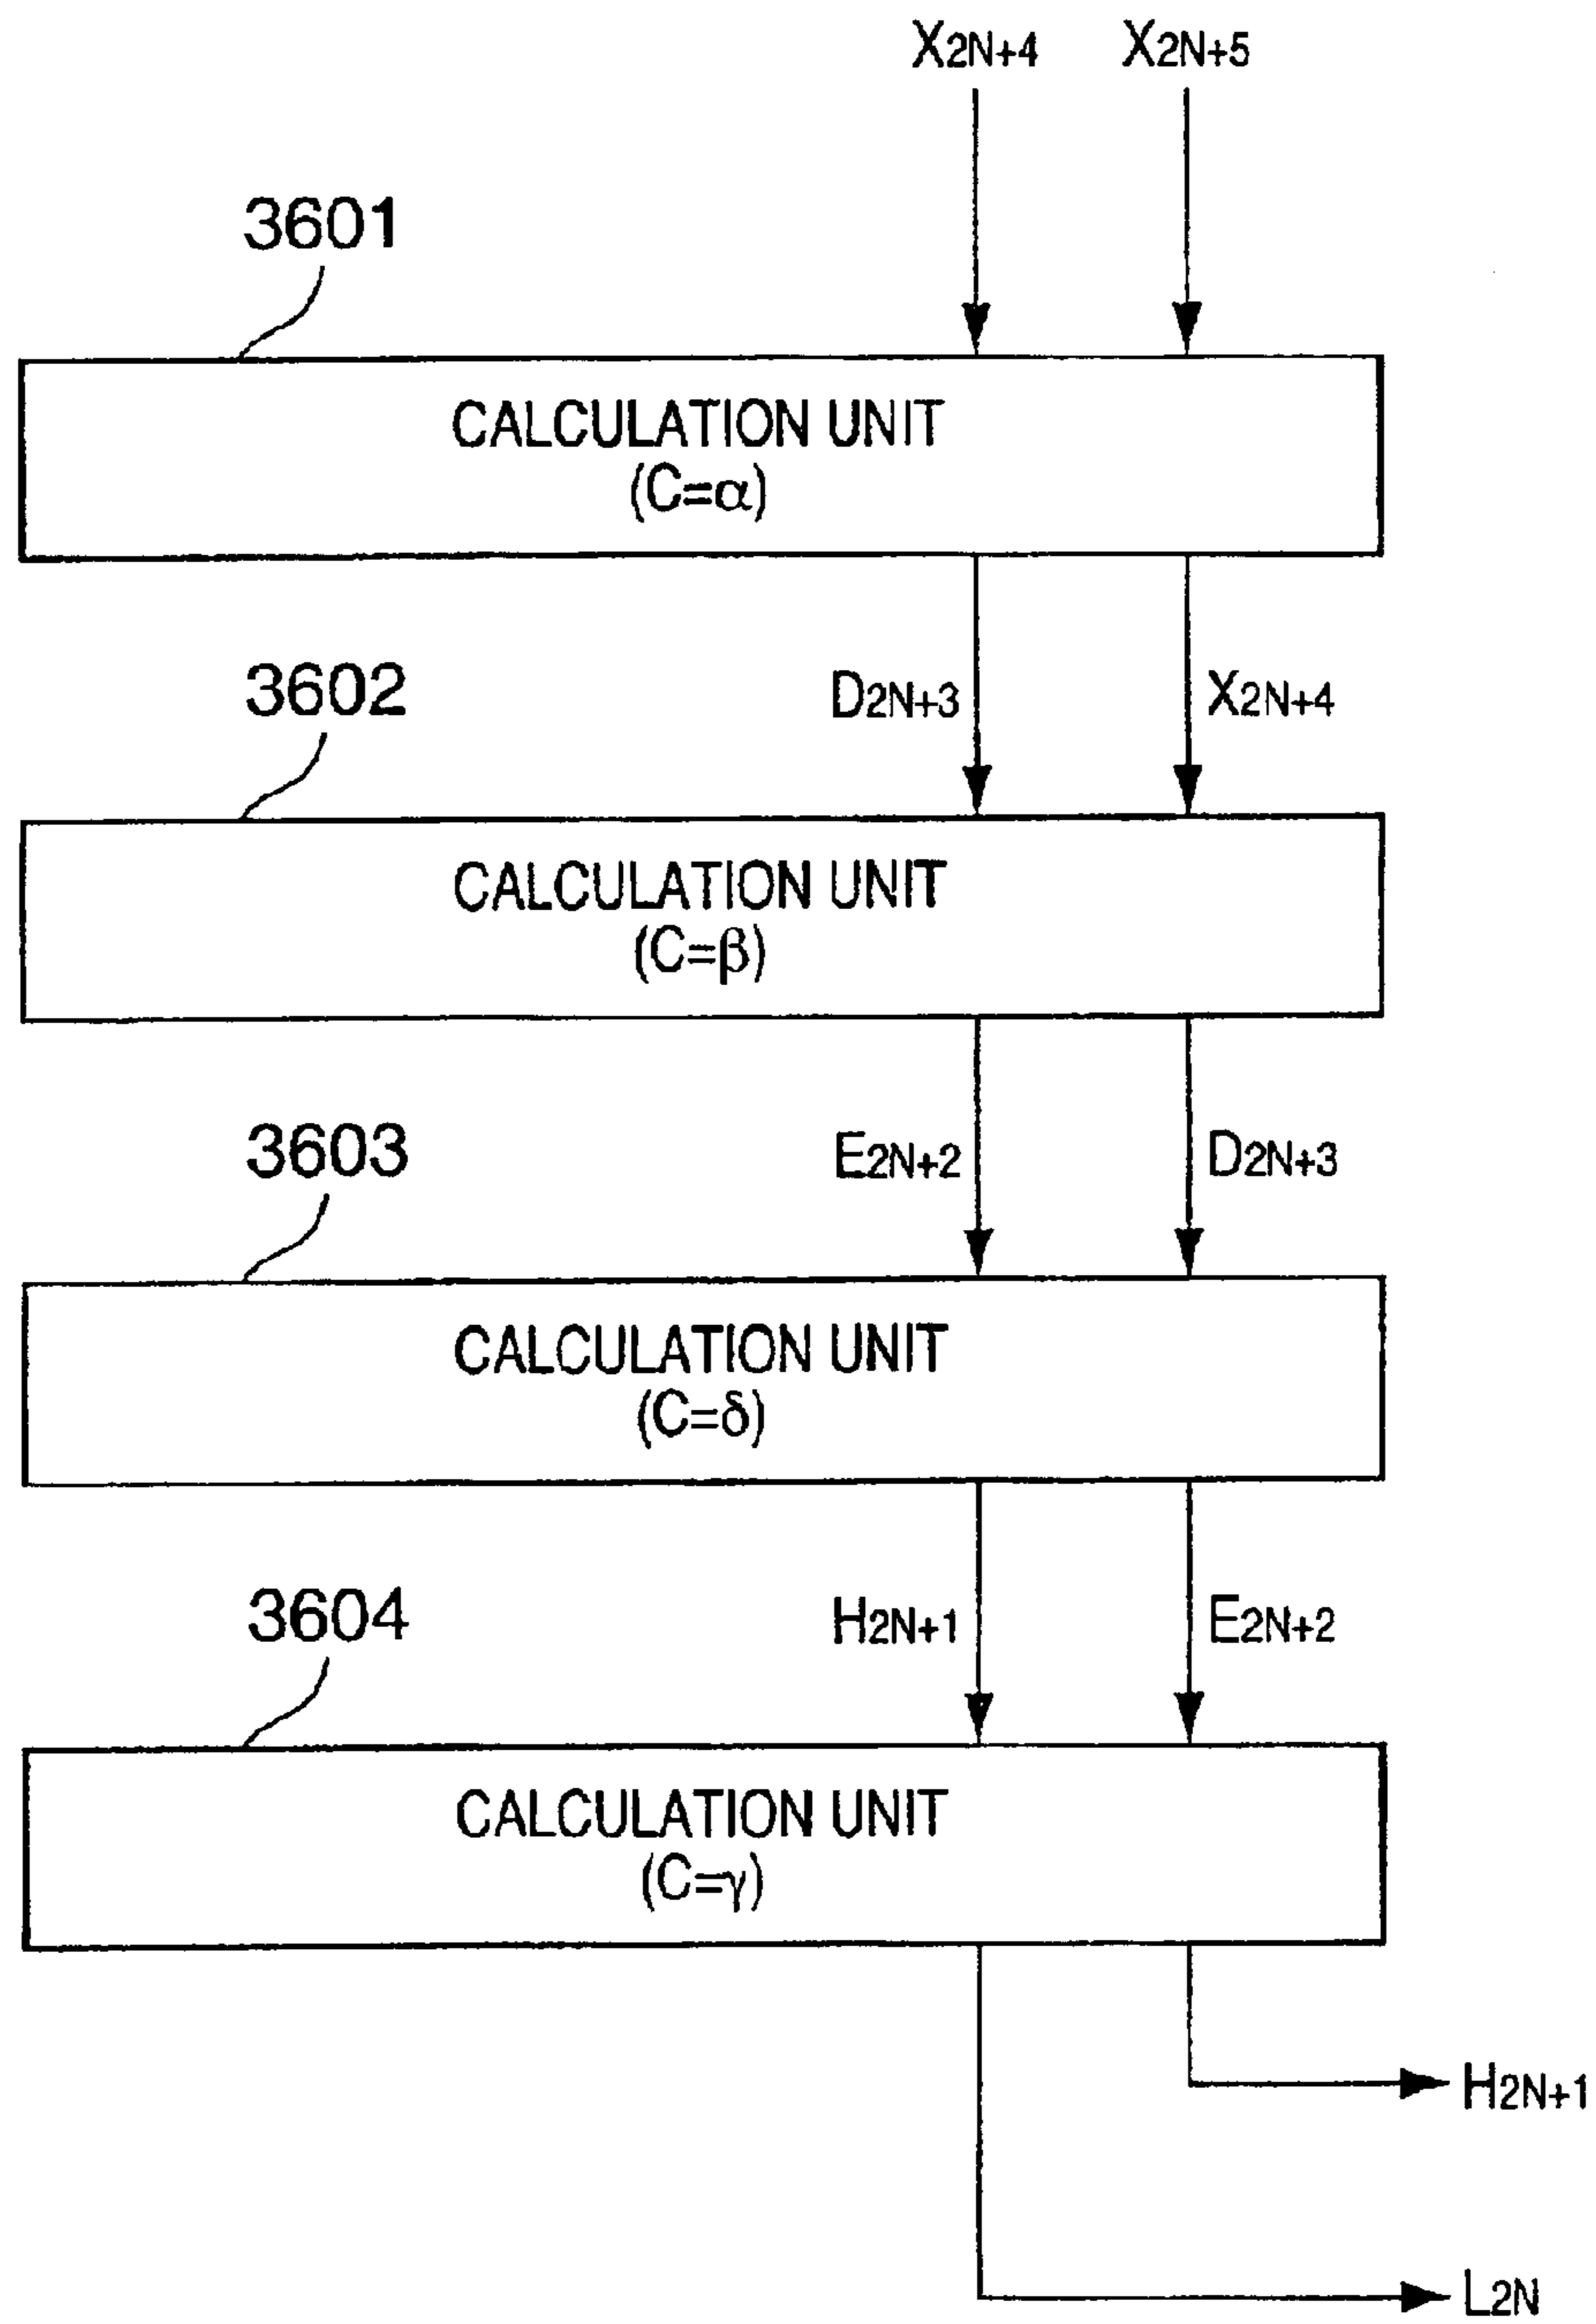 X2N+4 X2N+5
3601
CALCULATION UNIT
(C=α)
3602
D2N+3 X2N+4
CALCULATION UNIT
(C=β)
3603
E2N+2 D2N+3
CALCULATION UNIT
(C=δ)
3604
H2N+1 E2N+2
CALCULATION UNIT
(C=γ)
H2N+1
L2N